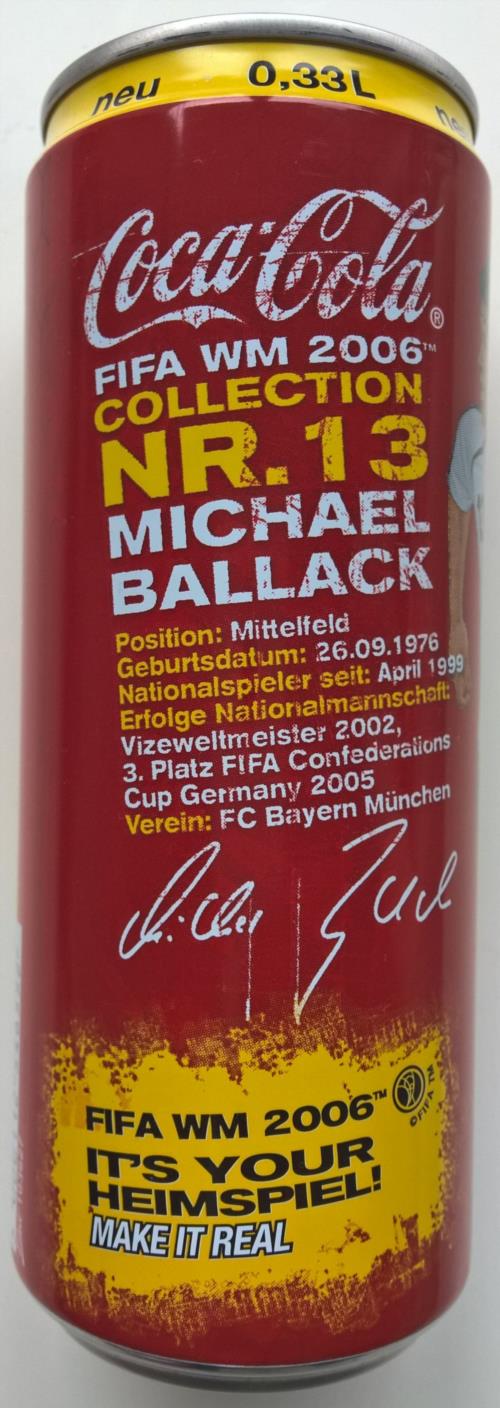 neu 0,33L
Coca-Cola®
FIFA WM 2006™
COLLECTION
NR. 13
MICHAEL
BALLACK
Position: Mittelfeld
Geburtsdatum: 26.09.1976
Nationalspieler seit: April 1999
Erfolge Nationalmannschaft:
Vizeweltmeister 2002,
3. Platz FIFA Confederations
Cup Germany 2005
Verein: FC Bayern München
FIFA WM 2006™
©FIFA
IT'S YOUR
HEIMSPIEL!
MAKE IT REAL